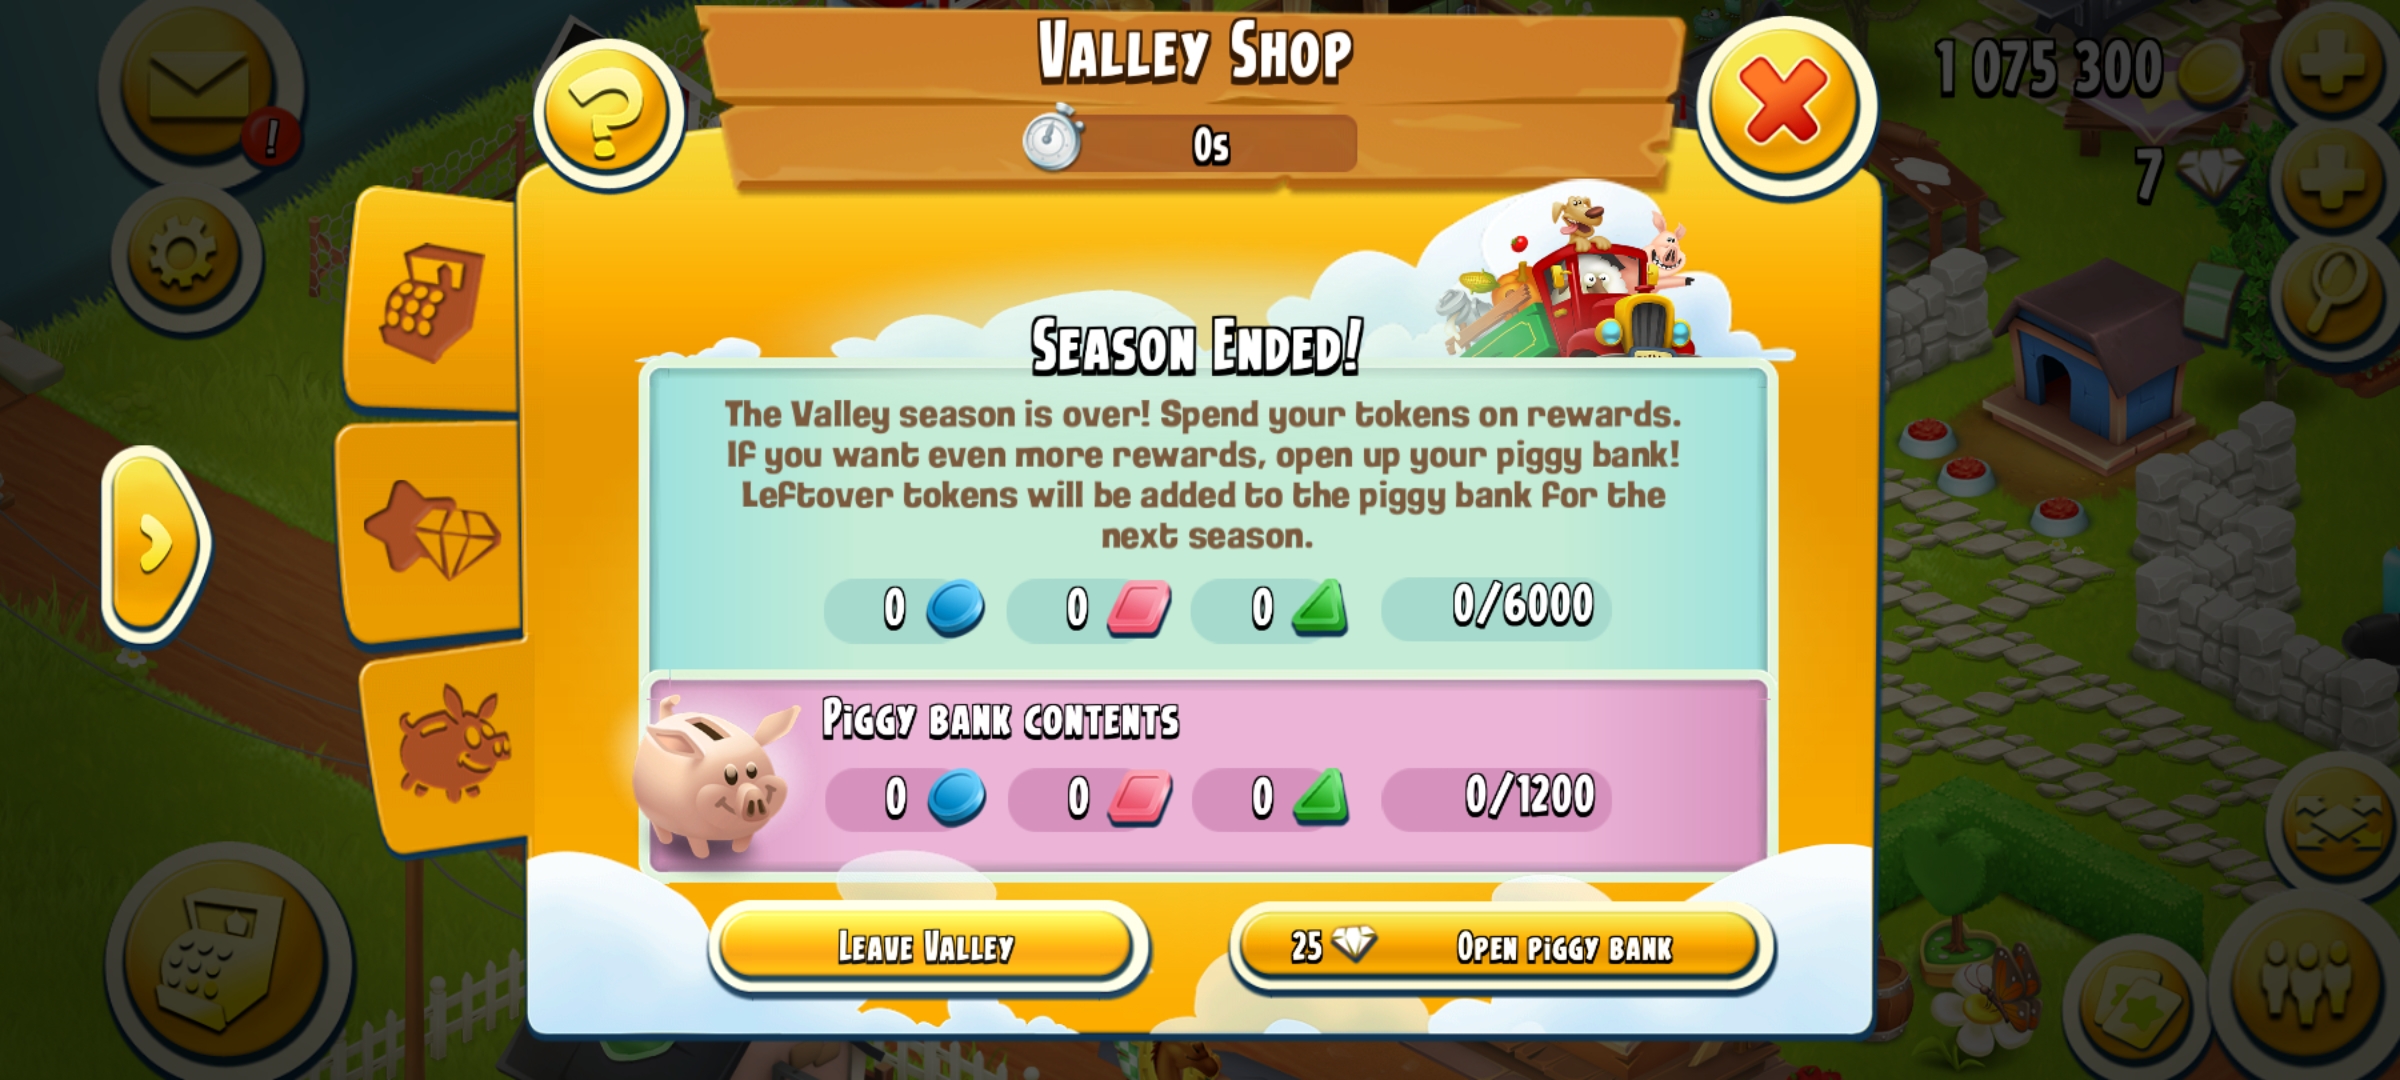 Valley Shop
0s
1 075 300
7
!
Season Ended!
The Valley season is over! Spend your tokens on rewards.
If you want even more rewards, open up your piggy bank!
Leftover tokens will be added to the piggy bank for the
next season.
0 0 0 0/6000
Piggy bank contents
0 0 0 0/1200
Leave Valley
25 Open piggy bank